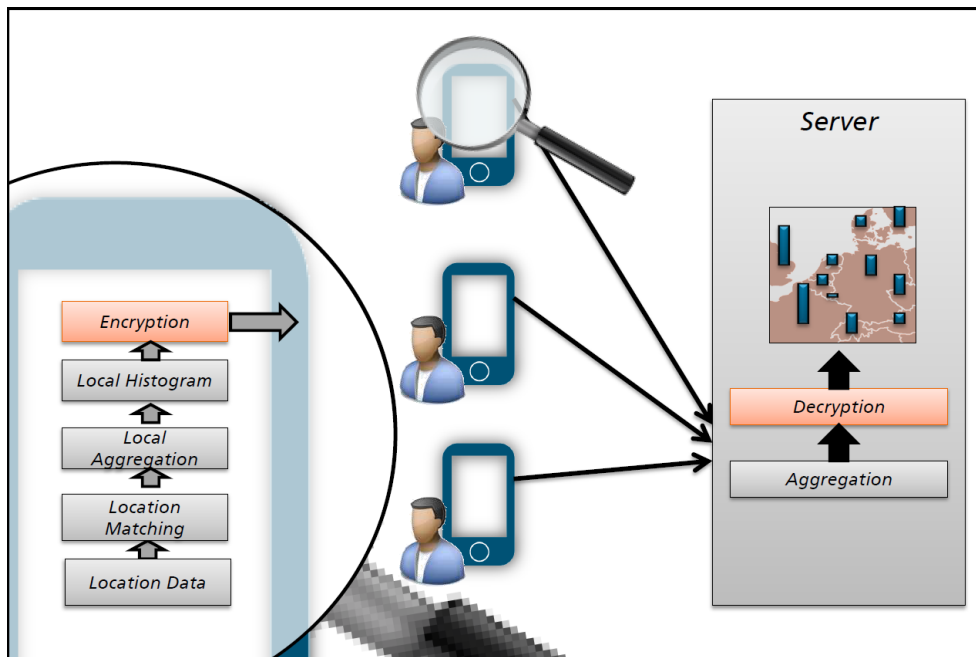 Server
Encryption
Local Histogram
Local
Aggregation
Location
Matching
Location Data
Decryption
Aggregation